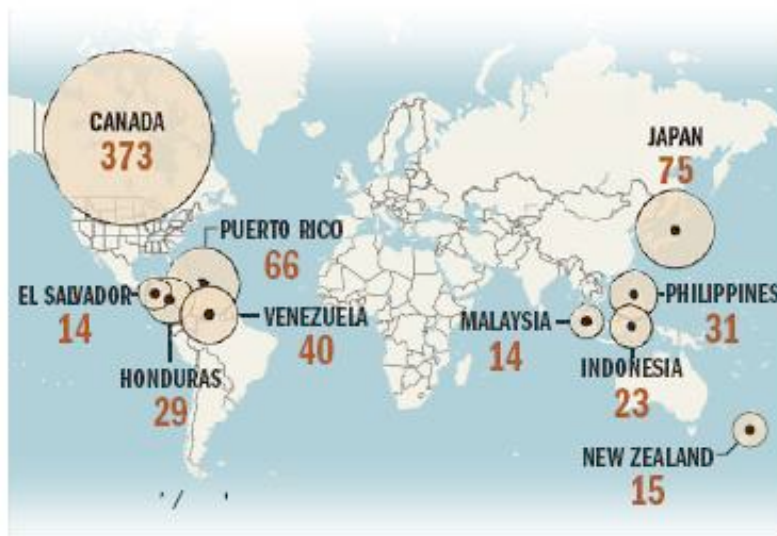 CANADA
373
JAPAN
75
PUERTO RICO
66
EL SALVADOR
14
VENEZUELA
40
HONDURAS
29
MALAYSIA
14
PHILIPPINES
31
INDONESIA
23
NEW ZEALAND
15